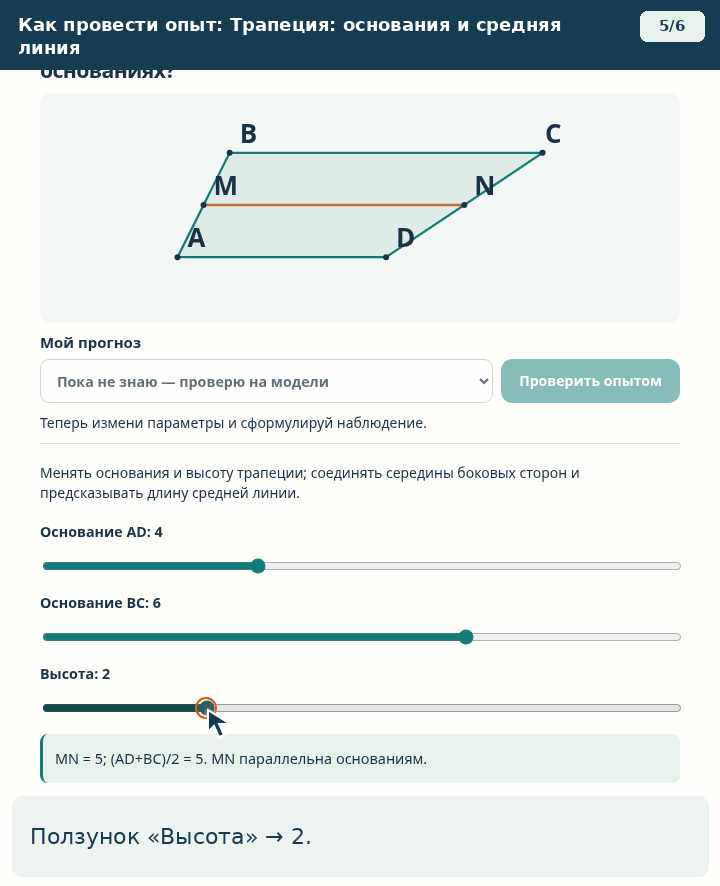 Как провести опыт: Трапеция: основания и средняя
линия
5/6
основаниях?
B
C
M
N
A
D
Мой прогноз
Пока не знаю — проверю на модели
Проверить опытом
Теперь измени параметры и сформулируй наблюдение.
Менять основания и высоту трапеции; соединять середины боковых сторон и
предсказывать длину средней линии.
Основание AD: 4
Основание BC: 6
Высота: 2
MN = 5; (AD+BC)/2 = 5. MN параллельна основаниям.
Ползунок «Высота» → 2.